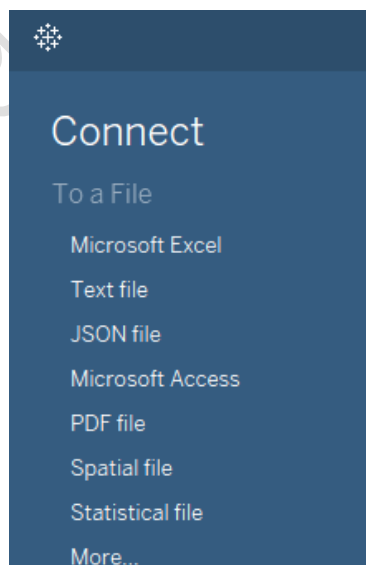 Connect
To a File
Microsoft Excel
Text file
JSON file
Microsoft Access
PDF file
Spatial file
Statistical file
More...